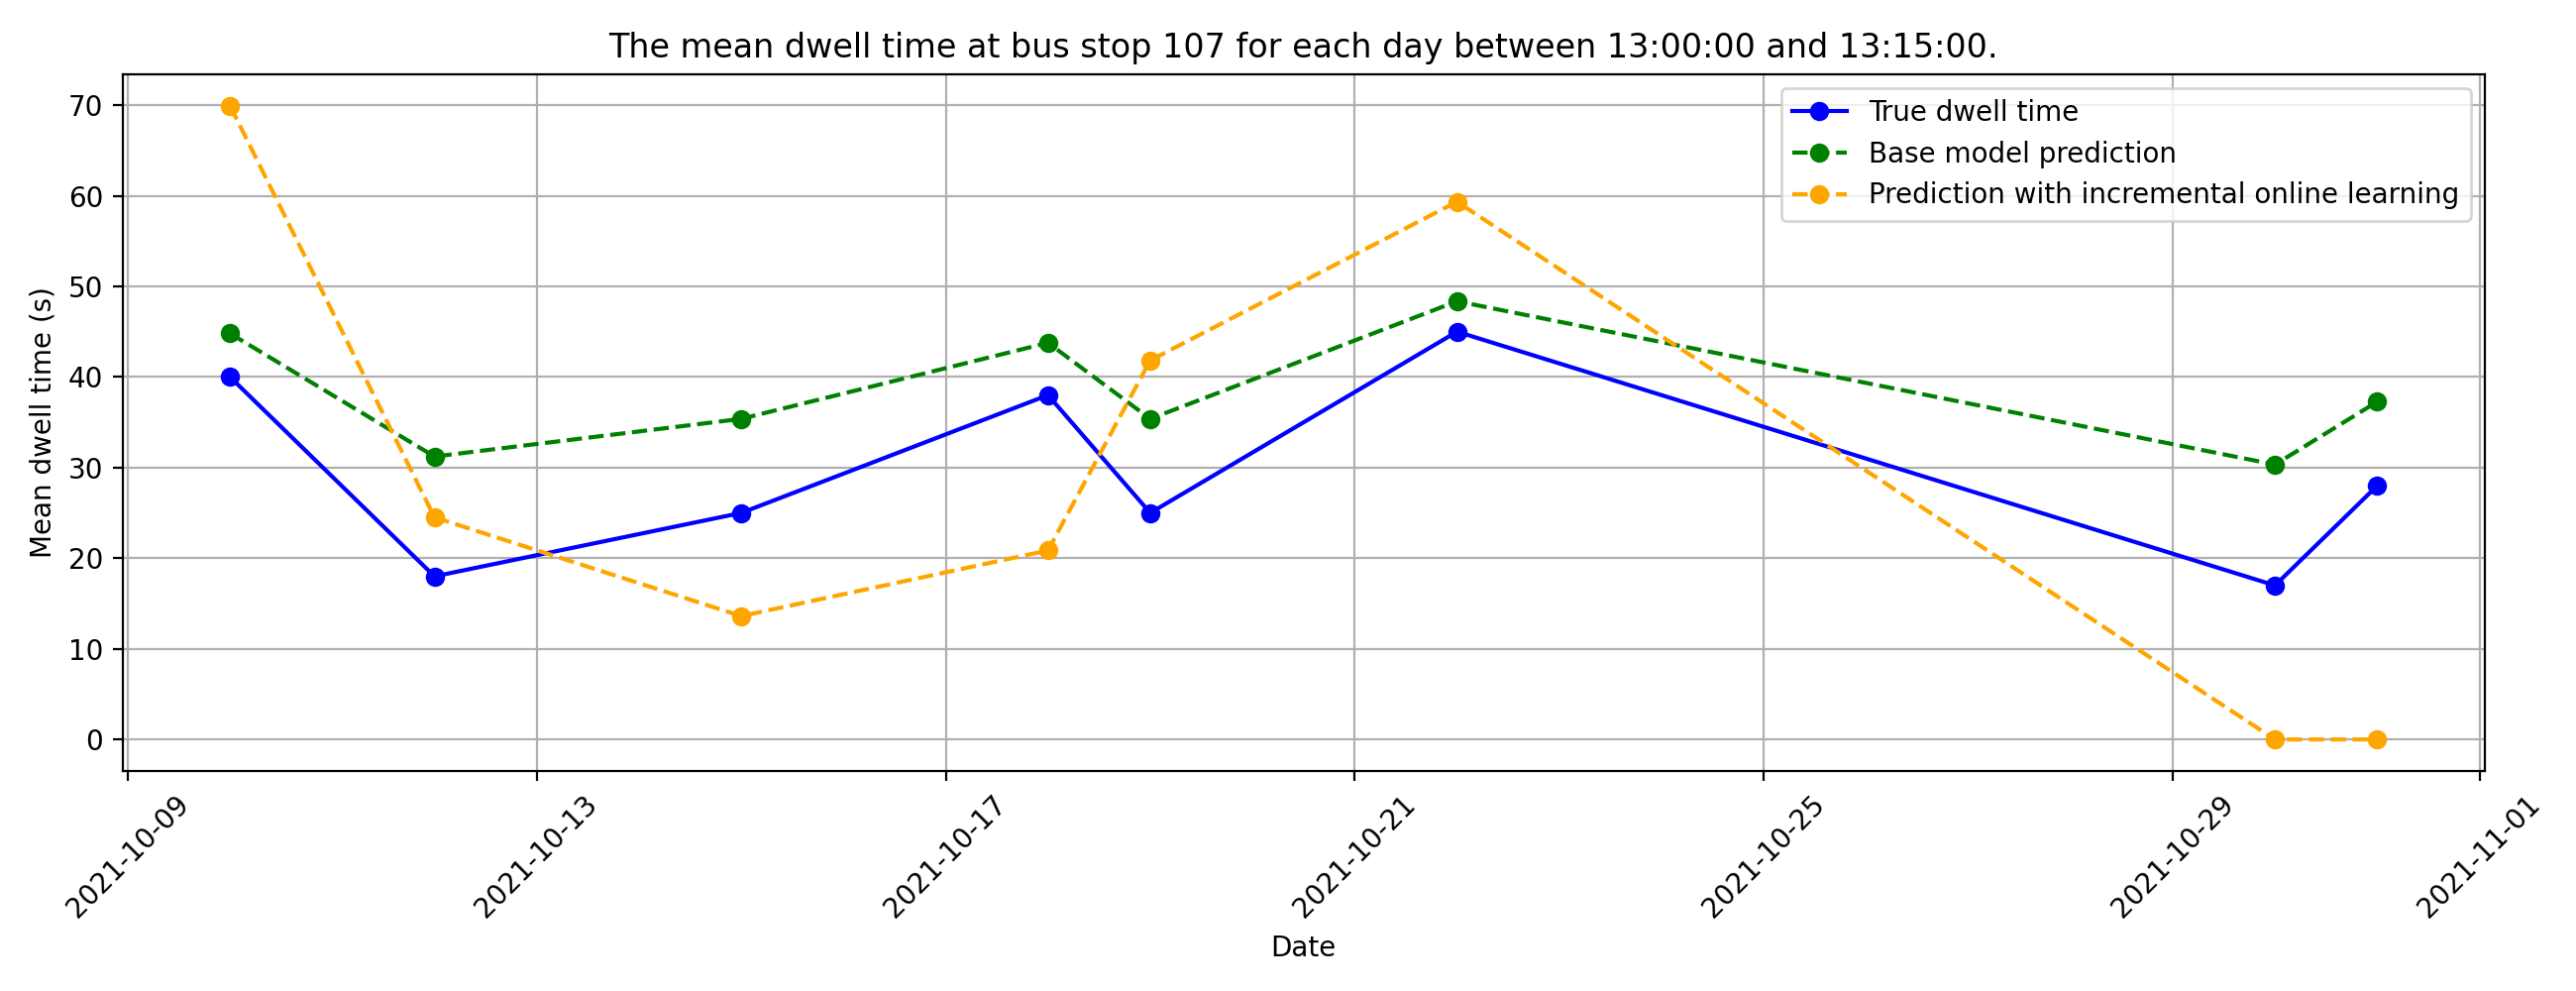 The mean dwell time at bus stop 107 for each day between 13:00:00 and 13:15:00.
True dwell time
Base model prediction
Prediction with incremental online learning
Mean dwell time (s)
70
60
50
40
30
20
10
0
2021-10-09
2021-10-13
2021-10-17
2021-10-21
2021-10-25
2021-10-29
2021-11-01
Date